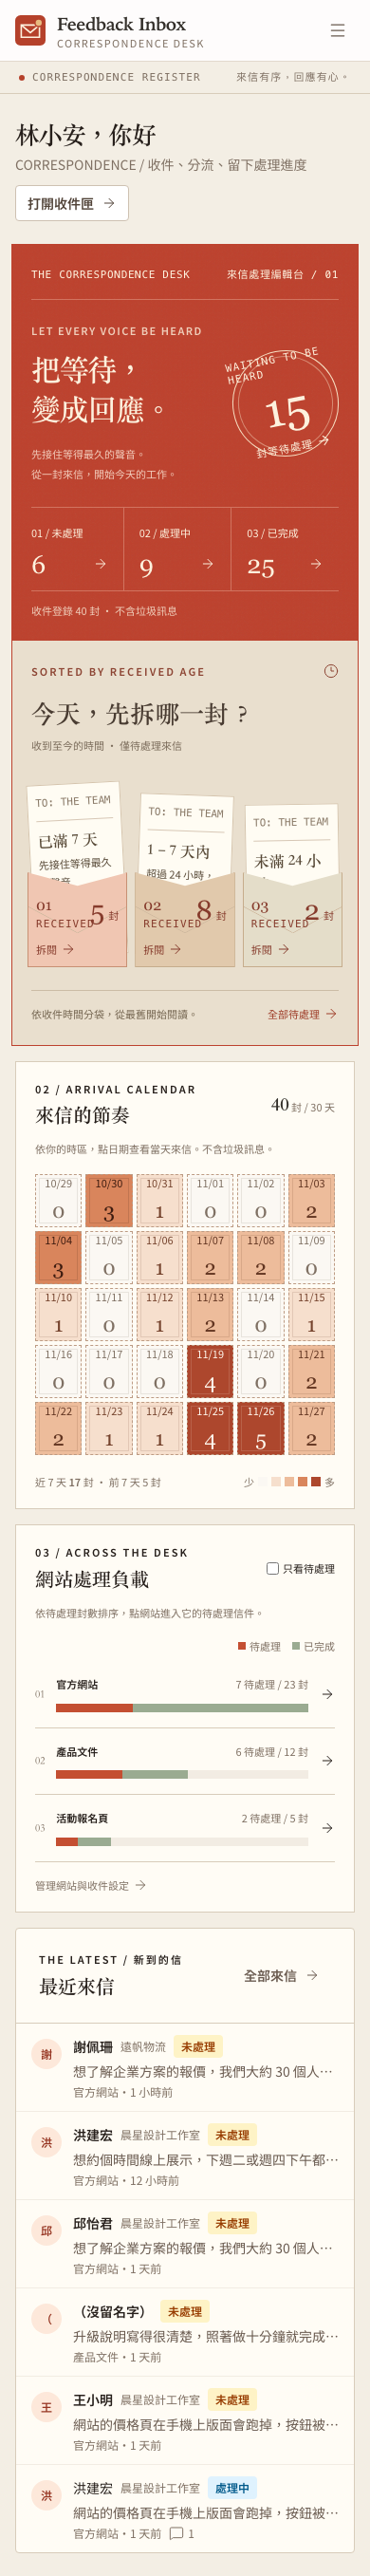 Feedback Inbox
CORRESPONDENCE DESK
CORRESPONDENCE REGISTER
來信有序，回應有心。
林小安，你好
CORRESPONDENCE / 收件、分流、留下處理進度
打開收件匣 →
THE CORRESPONDENCE DESK
來信處理編輯台 / 01
LET EVERY VOICE BE HEARD
把等待，
變成回應。
先接住等得最久的聲音。
從一封來信，開始今天的工作。
WAITING TO BE
HEARD
15
封等待處理 →
01 / 未處理
6 →
02 / 處理中
9 →
03 / 已完成
25 →
收件登錄 40 封 · 不含垃圾訊息
SORTED BY RECEIVED AGE
今天，先拆哪一封？
收到至今的時間 · 僅待處理來信
TO: THE TEAM
已滿 7 天
先接住等得最久
01
RECEIVED
5 封
拆閱 →
TO: THE TEAM
1 – 7 天內
超過 24 小時，
02
RECEIVED
8 封
拆閱 →
TO: THE TEAM
未滿 24 小
03
RECEIVED
2 封
拆閱 →
依收件時間分袋，從最舊開始閱讀。
全部待處理 →
02 / ARRIVAL CALENDAR
來信的節奏
40 封 / 30 天
依你的時區，點日期查看當天來信。不含垃圾訊息。
10/29 10/30 10/31 11/01 11/02 11/03
0 3 1 0 0 2
11/04 11/05 11/06 11/07 11/08 11/09
3 0 1 2 2 0
11/10 11/11 11/12 11/13 11/14 11/15
1 0 1 2 0 1
11/16 11/17 11/18 11/19 11/20 11/21
0 0 0 4 0 2
11/22 11/23 11/24 11/25 11/26 11/27
2 1 1 4 5 2
近 7 天 17 封 · 前 7 天 5 封
少 多
03 / ACROSS THE DESK
網站處理負載
只看待處理
依待處理封數排序，點網站進入它的待處理信件。
待處理 已完成
01 官方網站 7 待處理 / 23 封 →
02 產品文件 6 待處理 / 12 封 →
03 活動報名頁 2 待處理 / 5 封 →
管理網站與收件設定 →
THE LATEST / 新到的信
最近來信
全部來信 →
謝
謝佩珊 遠帆物流 未處理
想了解企業方案的報價，我們大約 30 個人…
官方網站 · 1 小時前
洪
洪建宏 晨星設計工作室 未處理
想約個時間線上展示，下週二或週四下午都…
官方網站 · 12 小時前
邱
邱怡君 晨星設計工作室 未處理
想了解企業方案的報價，我們大約 30 個人…
官方網站 · 1 天前
（
（沒留名字） 未處理
升級說明寫得很清楚，照著做十分鐘就完成…
產品文件 · 1 天前
王
王小明 晨星設計工作室 未處理
網站的價格頁在手機上版面會跑掉，按鈕被…
官方網站 · 1 天前
洪
洪建宏 晨星設計工作室 處理中
網站的價格頁在手機上版面會跑掉，按鈕被…
官方網站 · 1 天前 1